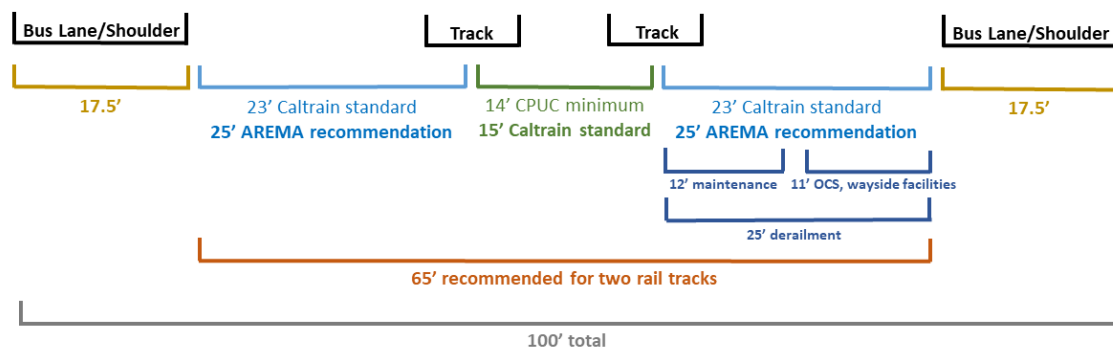 Bus Lane/Shoulder
Track
Track
Bus Lane/Shoulder
17.5’
23’ Caltrain standard
25’ AREMA recommendation
14’ CPUC minimum
15’ Caltrain standard
23’ Caltrain standard
25’ AREMA recommendation
17.5’
12’ maintenance
11’ OCS, wayside facilities
25’ derailment
65’ recommended for two rail tracks
100’ total